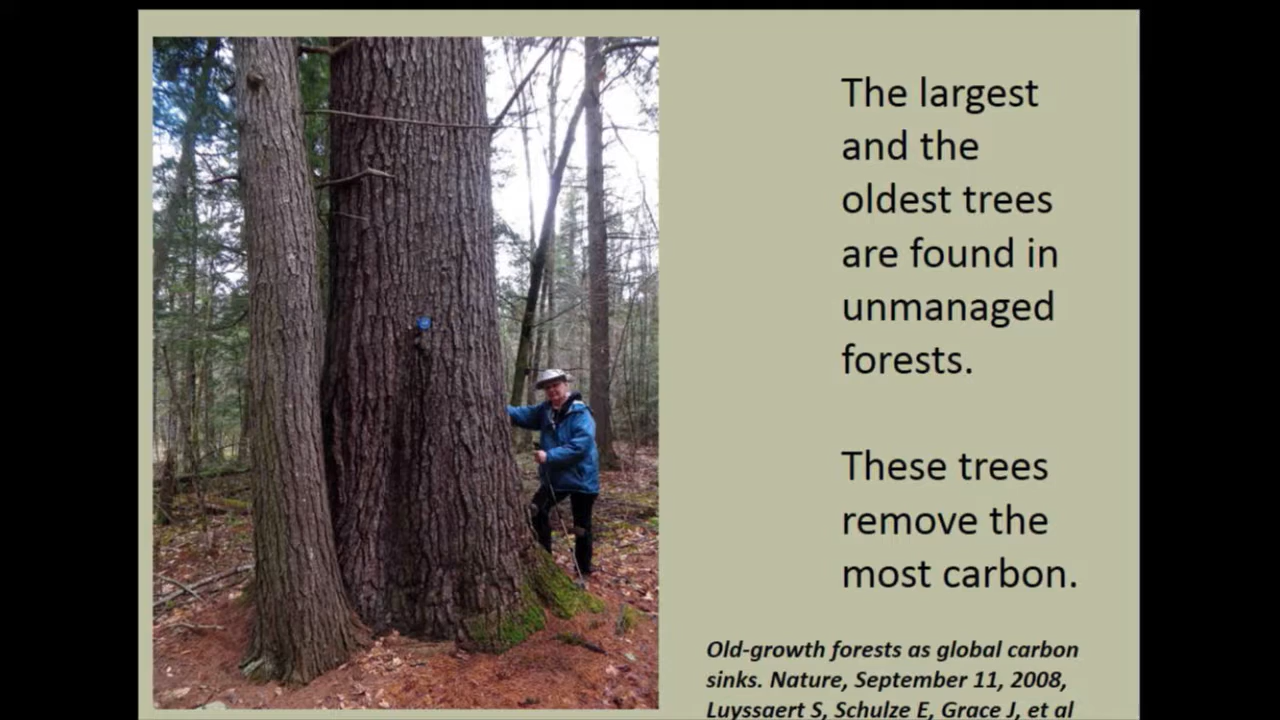 The largest
and the
oldest trees
are found in
unmanaged
forests.
These trees
remove the
most carbon.
Old-growth forests as global carbon
sinks. Nature, September 11, 2008,
Luyssaert S, Schulze E, Grace J, et al